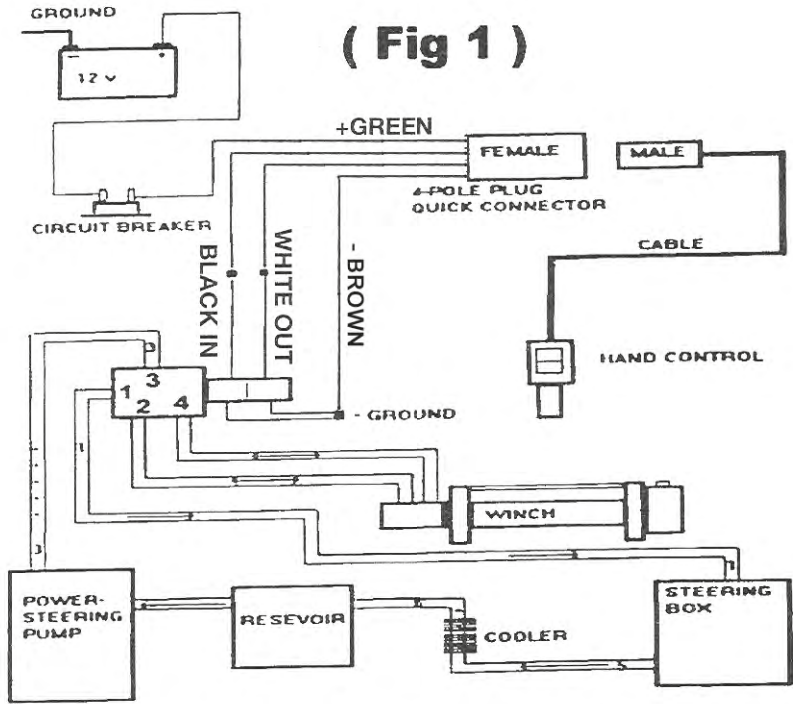 GROUND
( Fig 1 )
12 v
+GREEN
FEMALE
MALE
4-POLE PLUG
QUICK CONNECTOR
CIRCUIT BREAKER
CABLE
BLACK IN
WHITE OUT
- BROWN
HAND CONTROL
3
1
2
4
- GROUND
WINCH
3
POWER-
STEERING
PUMP
RESEVOIR
COOLER
STEERING
BOX